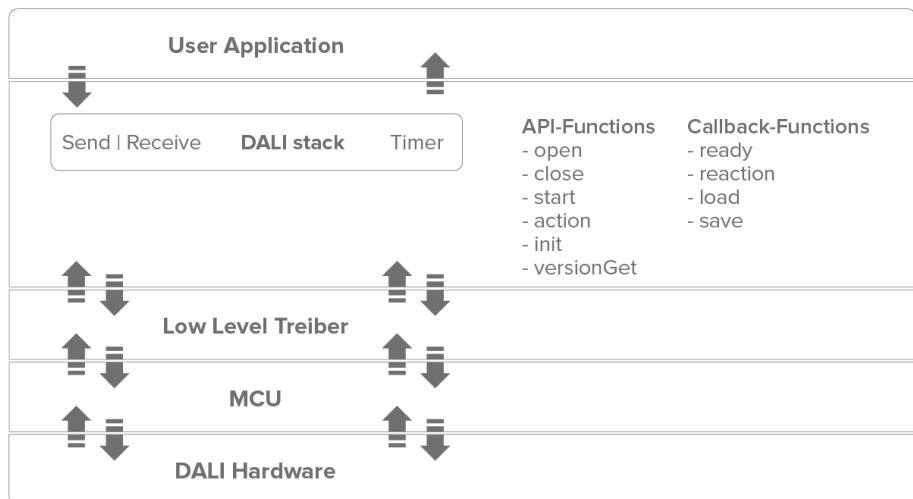 User Application
Send | Receive DALI stack Timer
API-Functions
- open
- close
- start
- action
- init
- versionGet
Callback-Functions
- ready
- reaction
- load
- save
Low Level Treiber
MCU
DALI Hardware